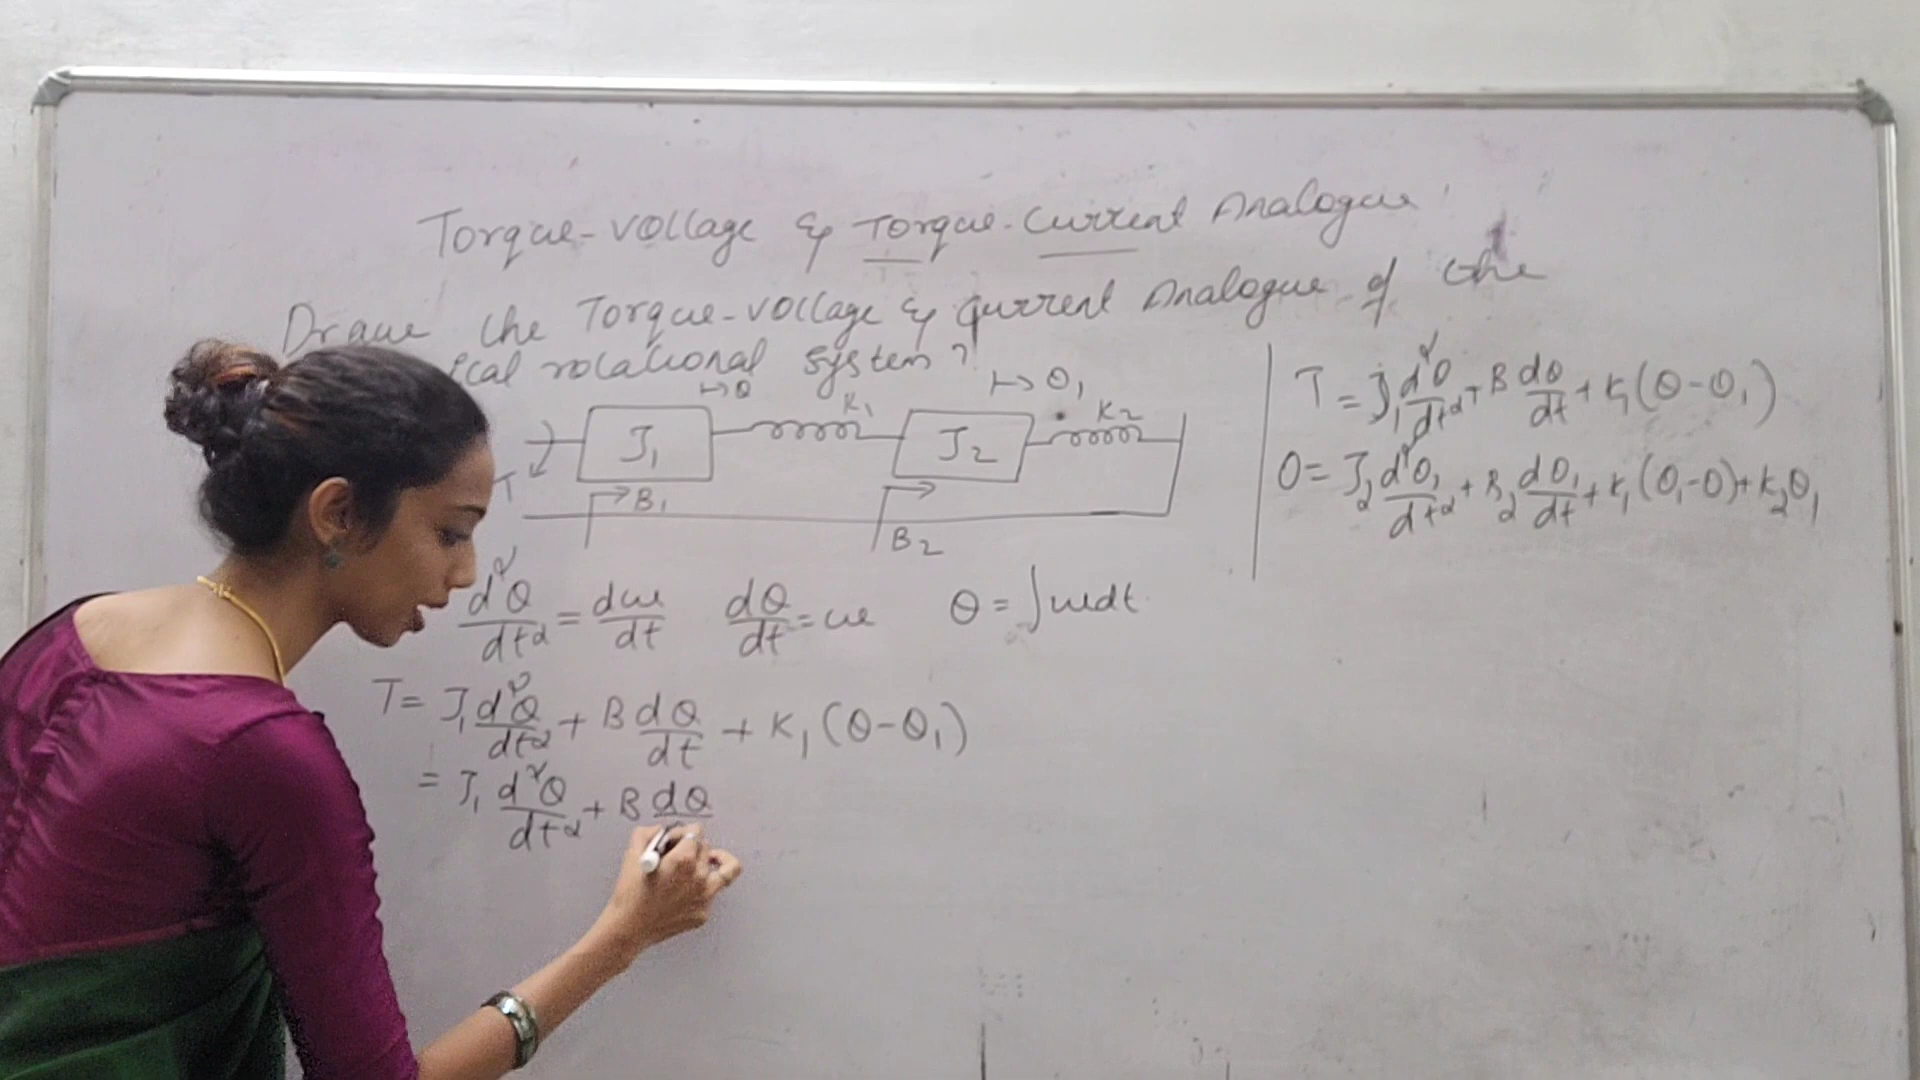 Torque-voltage & Torque-Current Analogue
Draw the Torque-voltage & Current Analogue of the
ical rotational system?
↦θ K₁ ↦θ₁ K₂
T J₁ J₂
B₁ B₂
d²θ/dt² = dω/dt dθ/dt = ω θ = ∫ωdt
T = J₁ d²θ/dt² + B dθ/dt + K₁(θ-θ₁)
= J₁ d²θ/dt² + B dθ
T = J₁ d²θ/dt² + B dθ/dt + K₁(θ-θ₁)
0 = J₂ d²θ₁/dt² + B₂ dθ₁/dt + K₁(θ₁-θ) + K₂θ₁